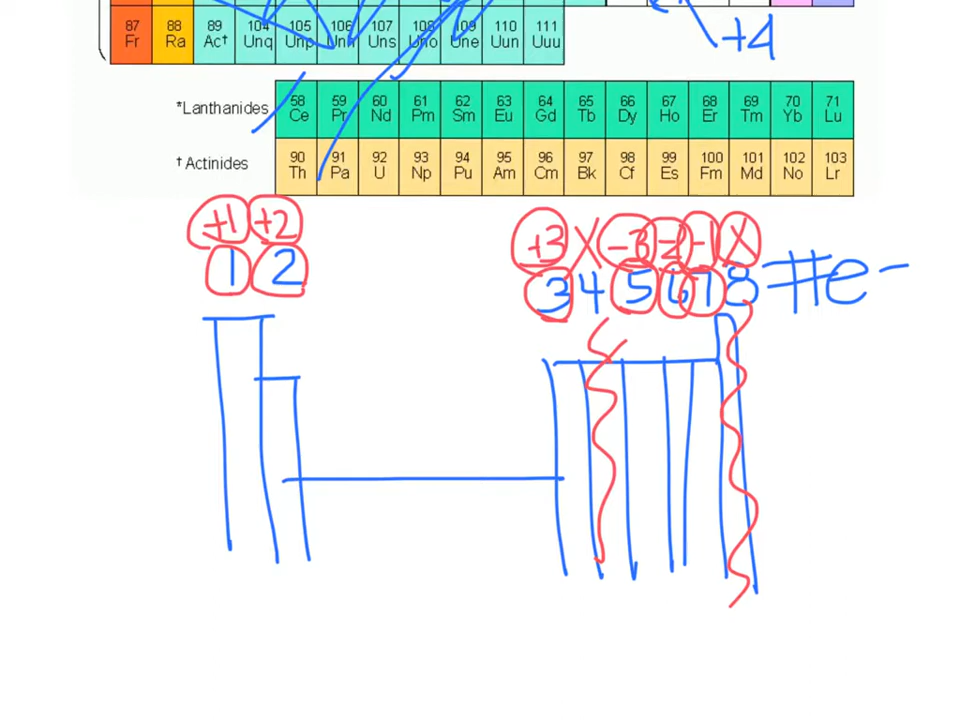 87 88 89 104 105 106 107 108 109 110 111
Fr Ra Ac† Unq Unp Unh Uns Uno Une Uun Uuu
+4
*Lanthanides 58 59 60 61 62 63 64 65 66 67 68 69 70 71
Ce Pr Nd Pm Sm Eu Gd Tb Dy Ho Er Tm Yb Lu
† Actinides 90 91 92 93 94 95 96 97 98 99 100 101 102 103
Th Pa U Np Pu Am Cm Bk Cf Es Fm Md No Lr
+1 +2 +3 X -3 -2 -1 X
1 2 3 4 5 6 7 8 #e-